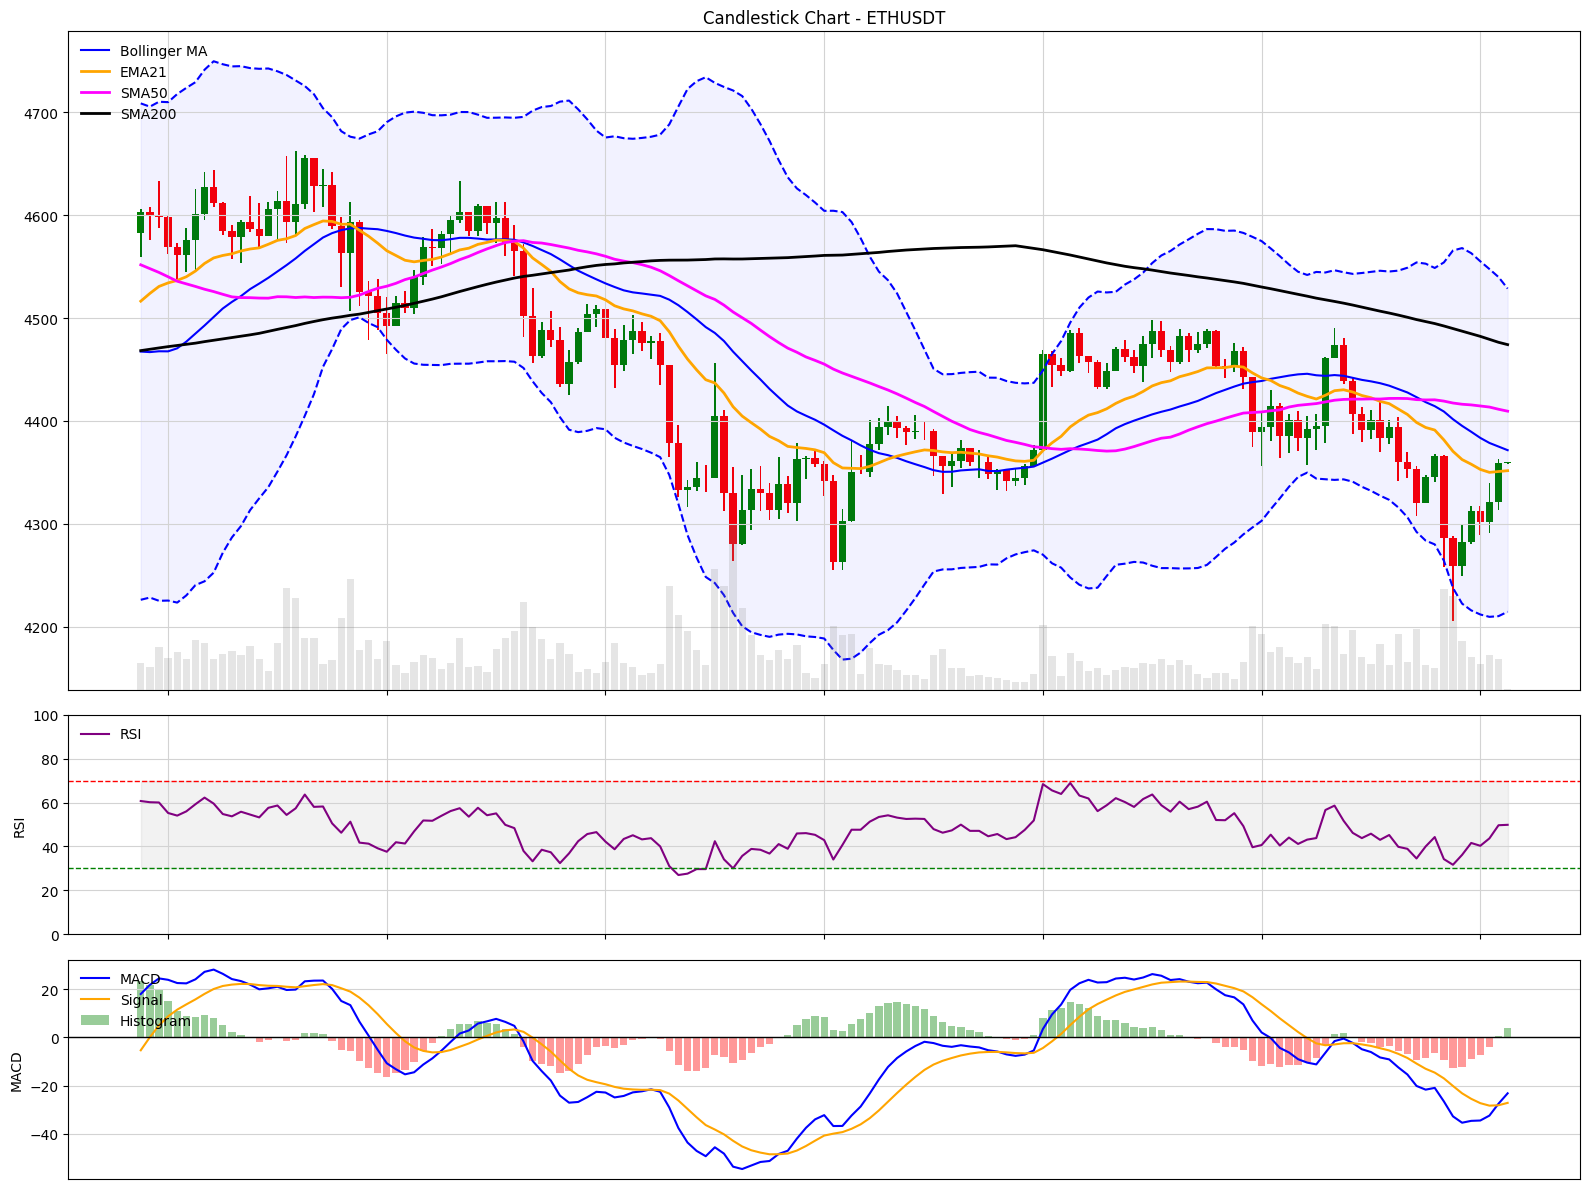 Candlestick Chart - ETHUSDT
Bollinger MA
EMA21
SMA50
SMA200
4700
4600
4500
4400
4300
4200
RSI
100
80
60
40
20
0
RSI
MACD
Signal
Histogram
20
0
−20
−40
MACD